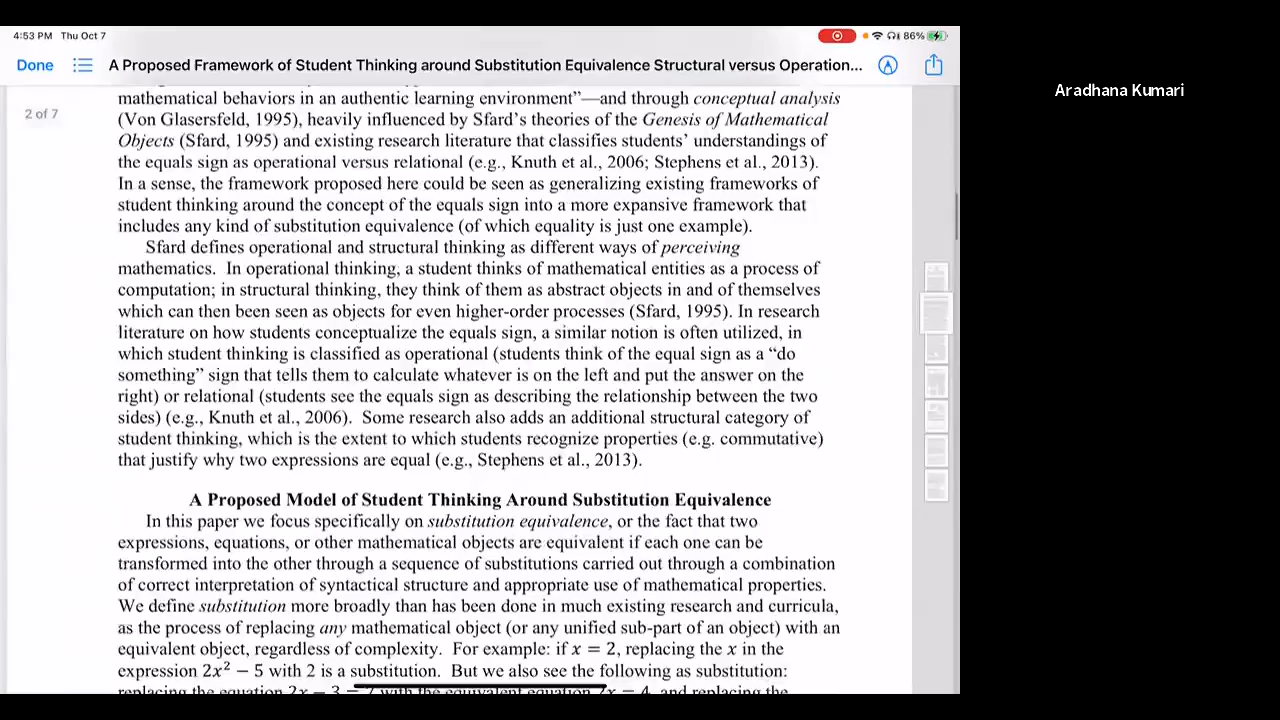 4:53 PM Thu Oct 7
86%
Done
A Proposed Framework of Student Thinking around Substitution Equivalence Structural versus Operation...
Aradhana Kumari
2 of 7
mathematical behaviors in an authentic learning environment”—and through conceptual analysis
(Von Glasersfeld, 1995), heavily influenced by Sfard’s theories of the Genesis of Mathematical
Objects (Sfard, 1995) and existing research literature that classifies students’ understandings of
the equals sign as operational versus relational (e.g., Knuth et al., 2006; Stephens et al., 2013).
In a sense, the framework proposed here could be seen as generalizing existing frameworks of
student thinking around the concept of the equals sign into a more expansive framework that
includes any kind of substitution equivalence (of which equality is just one example).
Sfard defines operational and structural thinking as different ways of perceiving
mathematics. In operational thinking, a student thinks of mathematical entities as a process of
computation; in structural thinking, they think of them as abstract objects in and of themselves
which can then been seen as objects for even higher-order processes (Sfard, 1995). In research
literature on how students conceptualize the equals sign, a similar notion is often utilized, in
which student thinking is classified as operational (students think of the equal sign as a “do
something” sign that tells them to calculate whatever is on the left and put the answer on the
right) or relational (students see the equals sign as describing the relationship between the two
sides) (e.g., Knuth et al., 2006). Some research also adds an additional structural category of
student thinking, which is the extent to which students recognize properties (e.g. commutative)
that justify why two expressions are equal (e.g., Stephens et al., 2013).
A Proposed Model of Student Thinking Around Substitution Equivalence
In this paper we focus specifically on substitution equivalence, or the fact that two
expressions, equations, or other mathematical objects are equivalent if each one can be
transformed into the other through a sequence of substitutions carried out through a combination
of correct interpretation of syntactical structure and appropriate use of mathematical properties.
We define substitution more broadly than has been done in much existing research and curricula,
as the process of replacing any mathematical object (or any unified sub-part of an object) with an
equivalent object, regardless of complexity. For example: if x = 2, replacing the x in the
expression 2x² − 5 with 2 is a substitution. But we also see the following as substitution:
replacing the equation 2x − 3 = 7 with the equivalent equation = 4, and replacing the